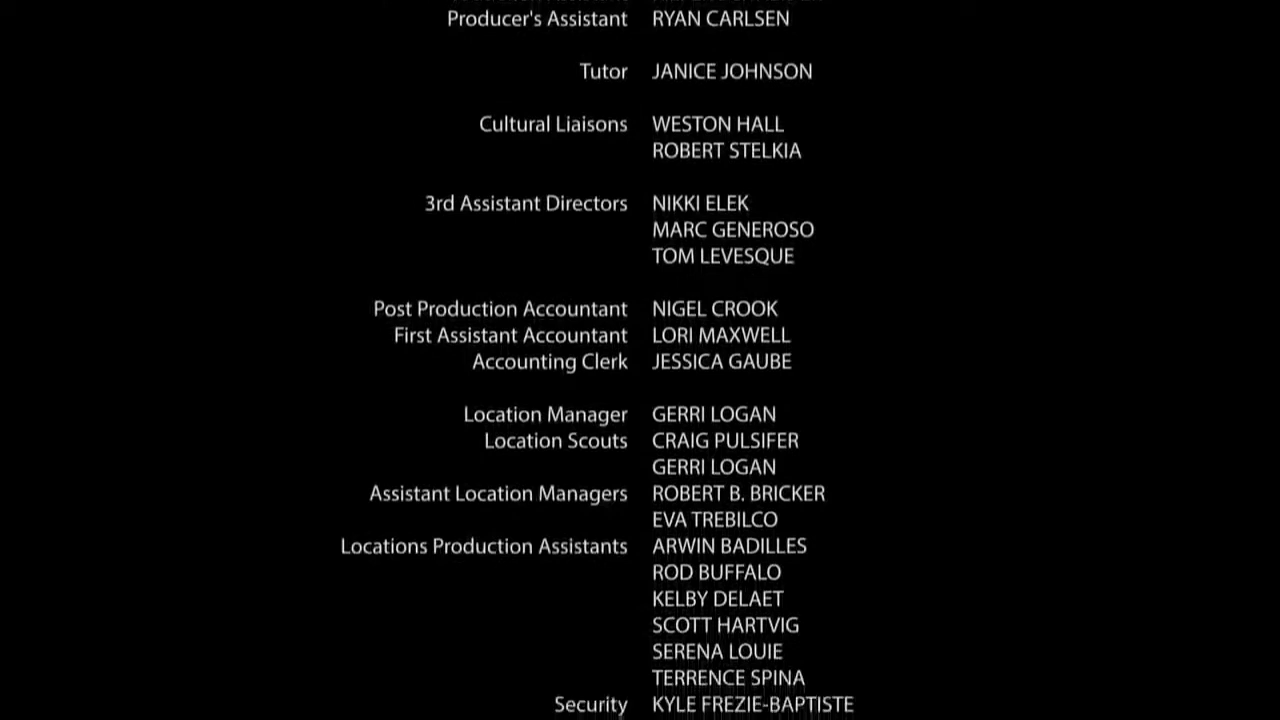 Producer's Assistant RYAN CARLSEN
Tutor JANICE JOHNSON
Cultural Liaisons WESTON HALL
ROBERT STELKIA
3rd Assistant Directors NIKKI ELEK
MARC GENEROSO
TOM LEVESQUE
Post Production Accountant NIGEL CROOK
First Assistant Accountant LORI MAXWELL
Accounting Clerk JESSICA GAUBE
Location Manager GERRI LOGAN
Location Scouts CRAIG PULSIFER
GERRI LOGAN
Assistant Location Managers ROBERT B. BRICKER
EVA TREBILCO
Locations Production Assistants ARWIN BADILLES
ROD BUFFALO
KELBY DELAET
SCOTT HARTVIG
SERENA LOUIE
TERRENCE SPINA
Security KYLE FREZIE-BAPTISTE